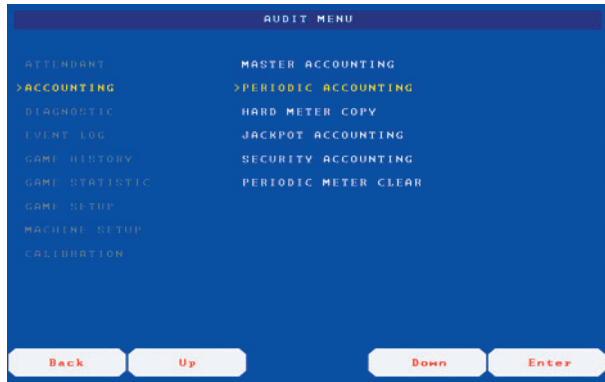 AUDIT MENU
ATTENDANT
>ACCOUNTING
DIAGNOSTIC
EVENT LOG
GAME HISTORY
GAME STATISTIC
GAME SETUP
MACHINE SETUP
CALIBRATION
MASTER ACCOUNTING
>PERIODIC ACCOUNTING
HARD METER COPY
JACKPOT ACCOUNTING
SECURITY ACCOUNTING
PERIODIC METER CLEAR
Back Up Down Enter